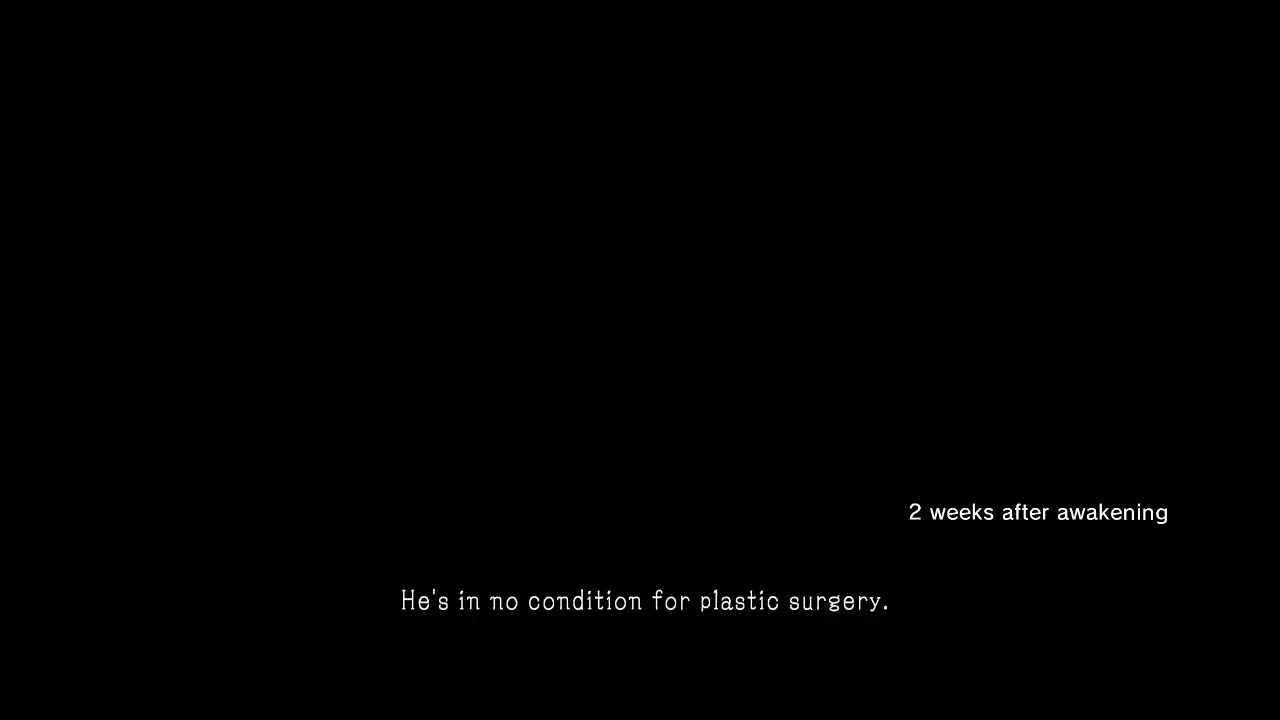 2 weeks after awakening
He's in no condition for plastic surgery.